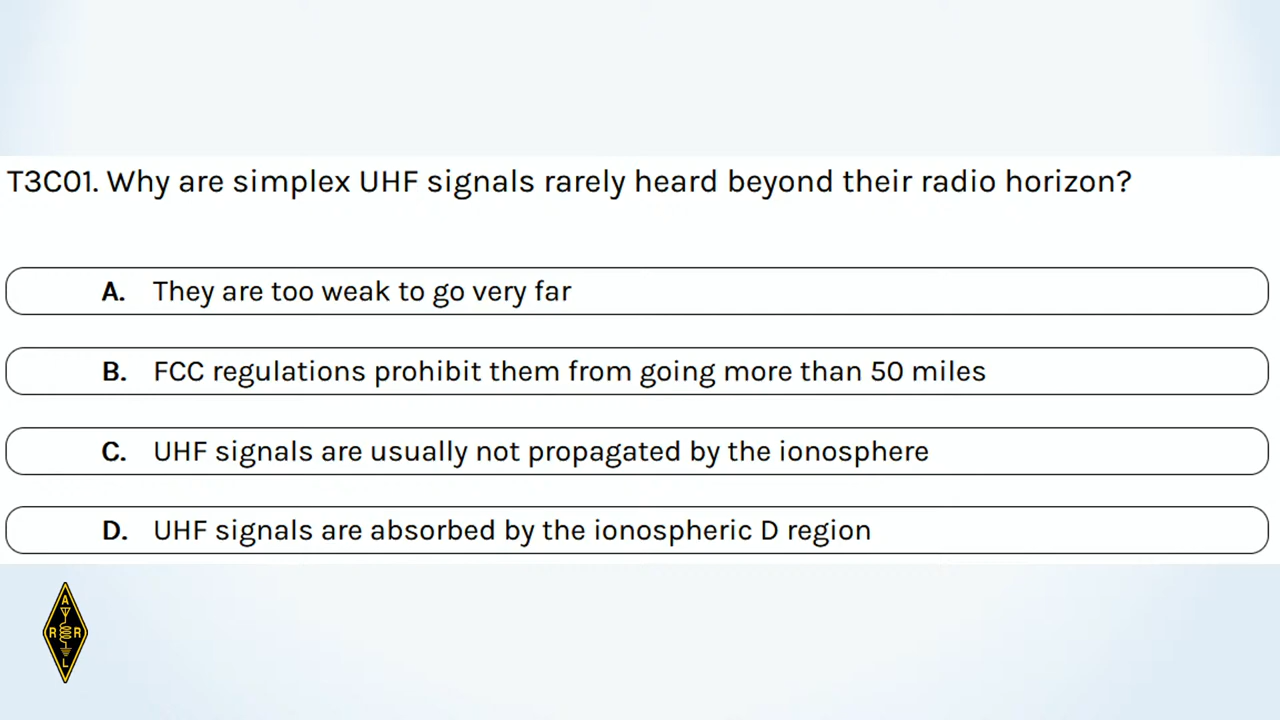 T3C01. Why are simplex UHF signals rarely heard beyond their radio horizon?
A. They are too weak to go very far
B. FCC regulations prohibit them from going more than 50 miles
C. UHF signals are usually not propagated by the ionosphere
D. UHF signals are absorbed by the ionospheric D region
A
R R
L